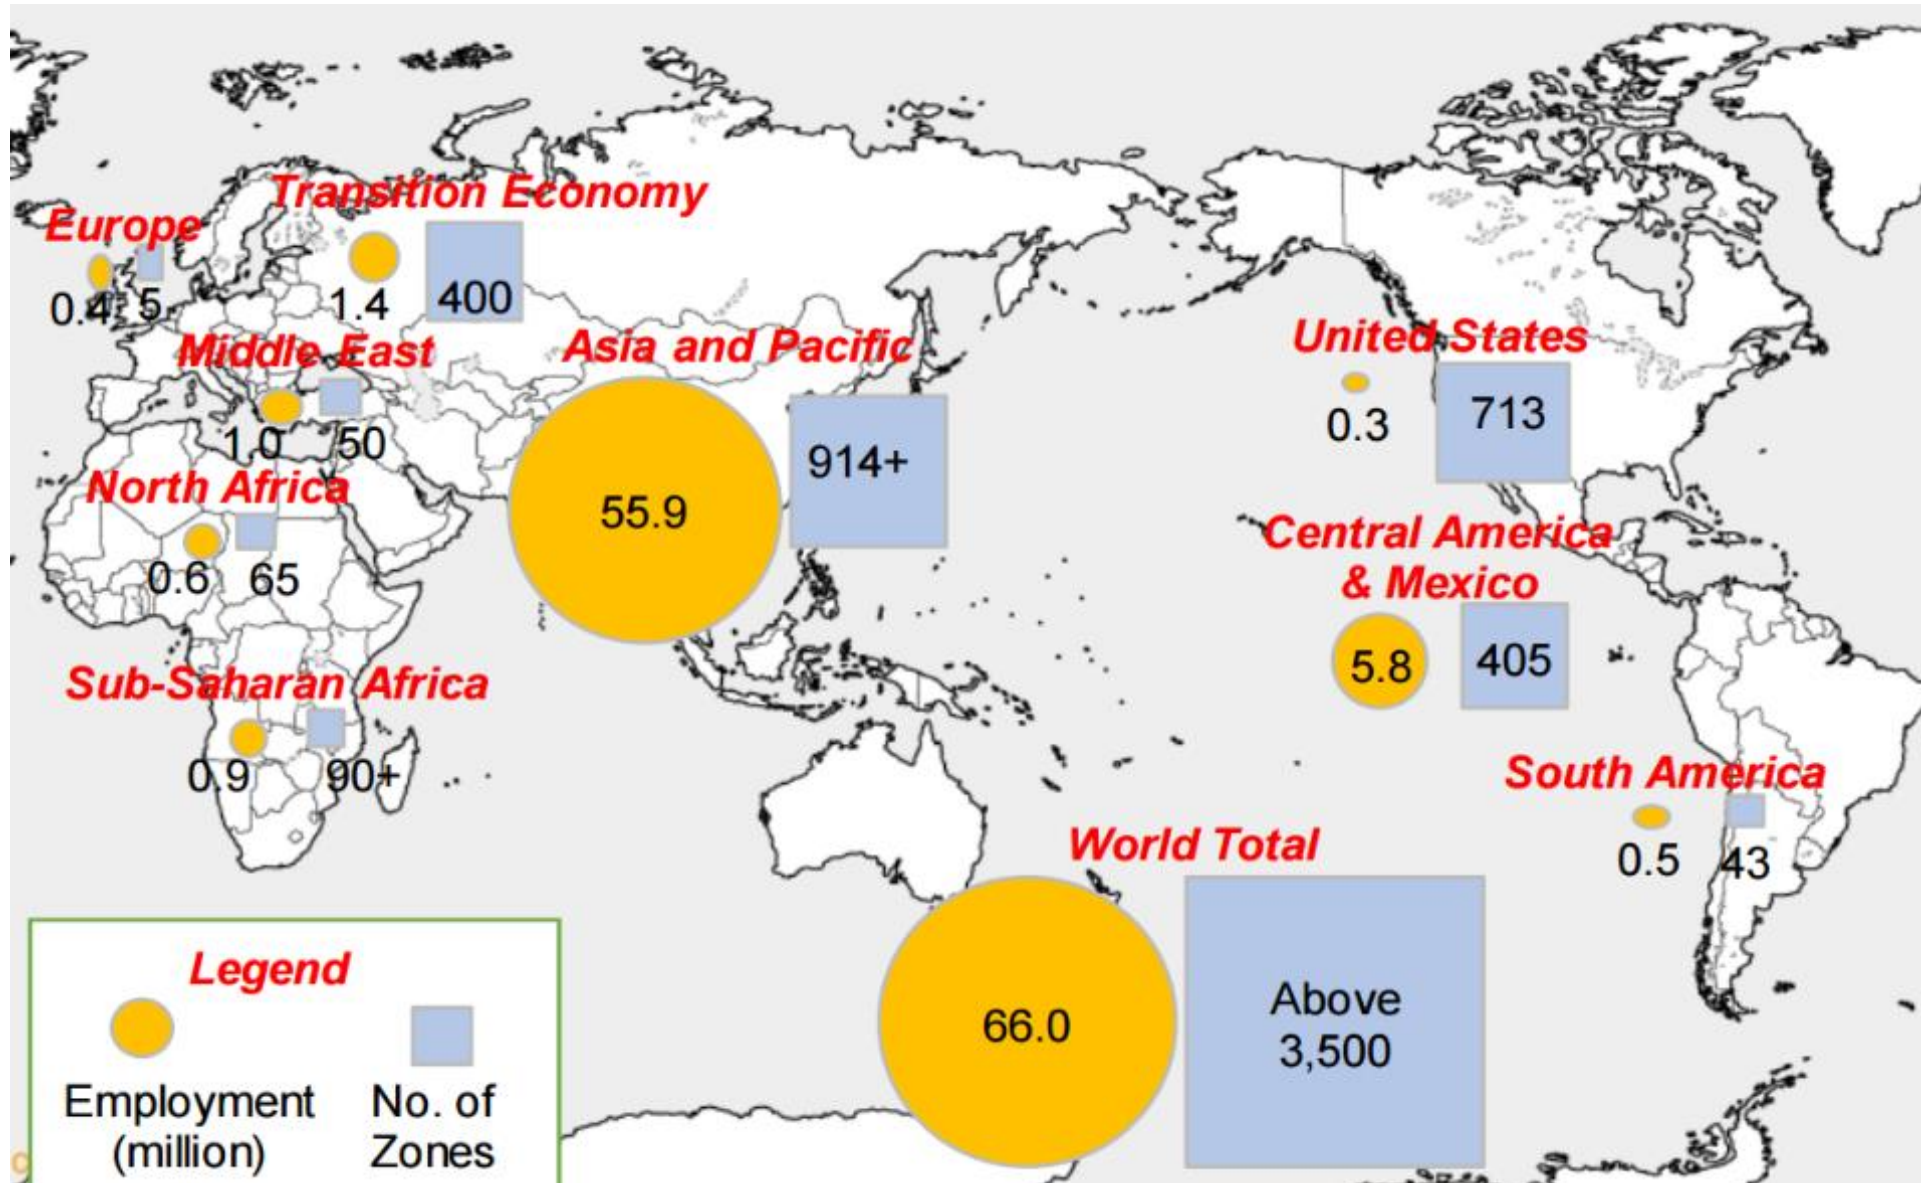 Transition Economy
1.4
400
Europe
0.4
5
Middle East
1.0
50
Asia and Pacific
55.9
914+
United States
0.3
713
North Africa
0.6
65
Central America
& Mexico
5.8
405
Sub-Saharan Africa
0.9
90+
South America
0.5
43
World Total
66.0
Above
3,500
Legend
Employment
(million)
No. of
Zones